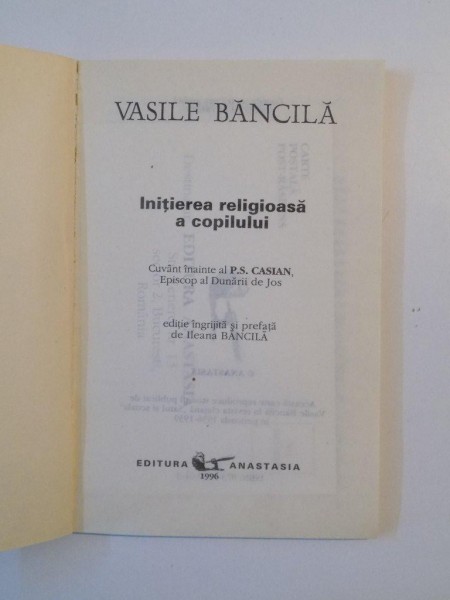 VASILE BĂNCILĂ
Inițierea religioasă
a copilului
Cuvânt înainte al P.S. CASIAN,
Episcop al Dunării de Jos
ediție îngrijită și prefață
de Ileana BĂNCILĂ
EDITURA ANASTASIA
1996